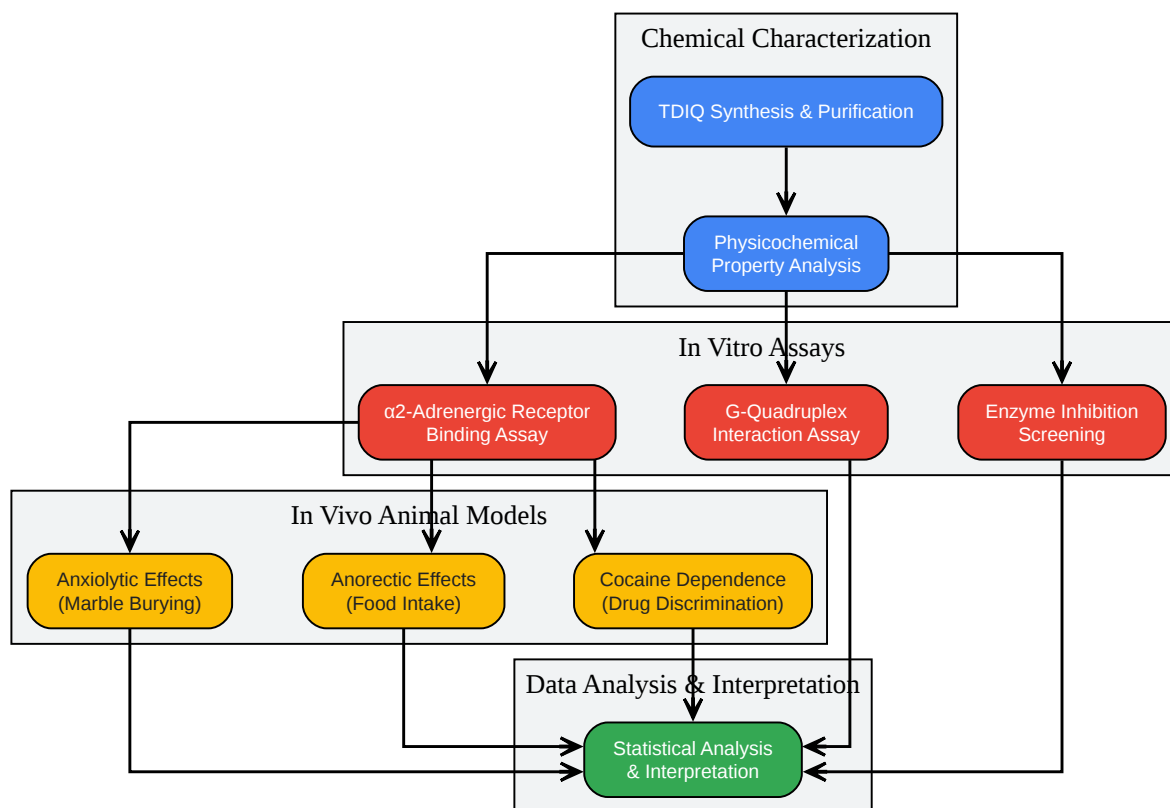 Chemical Characterization
TDIQ Synthesis & Purification
Physicochemical
Property Analysis
In Vitro Assays
α2-Adrenergic Receptor
Binding Assay
G-Quadruplex
Interaction Assay
Enzyme Inhibition
Screening
In Vivo Animal Models
Anxiolytic Effects
(Marble Burying)
Anorectic Effects
(Food Intake)
Cocaine Dependence
(Drug Discrimination)
Data Analysis & Interpretation
Statistical Analysis
& Interpretation